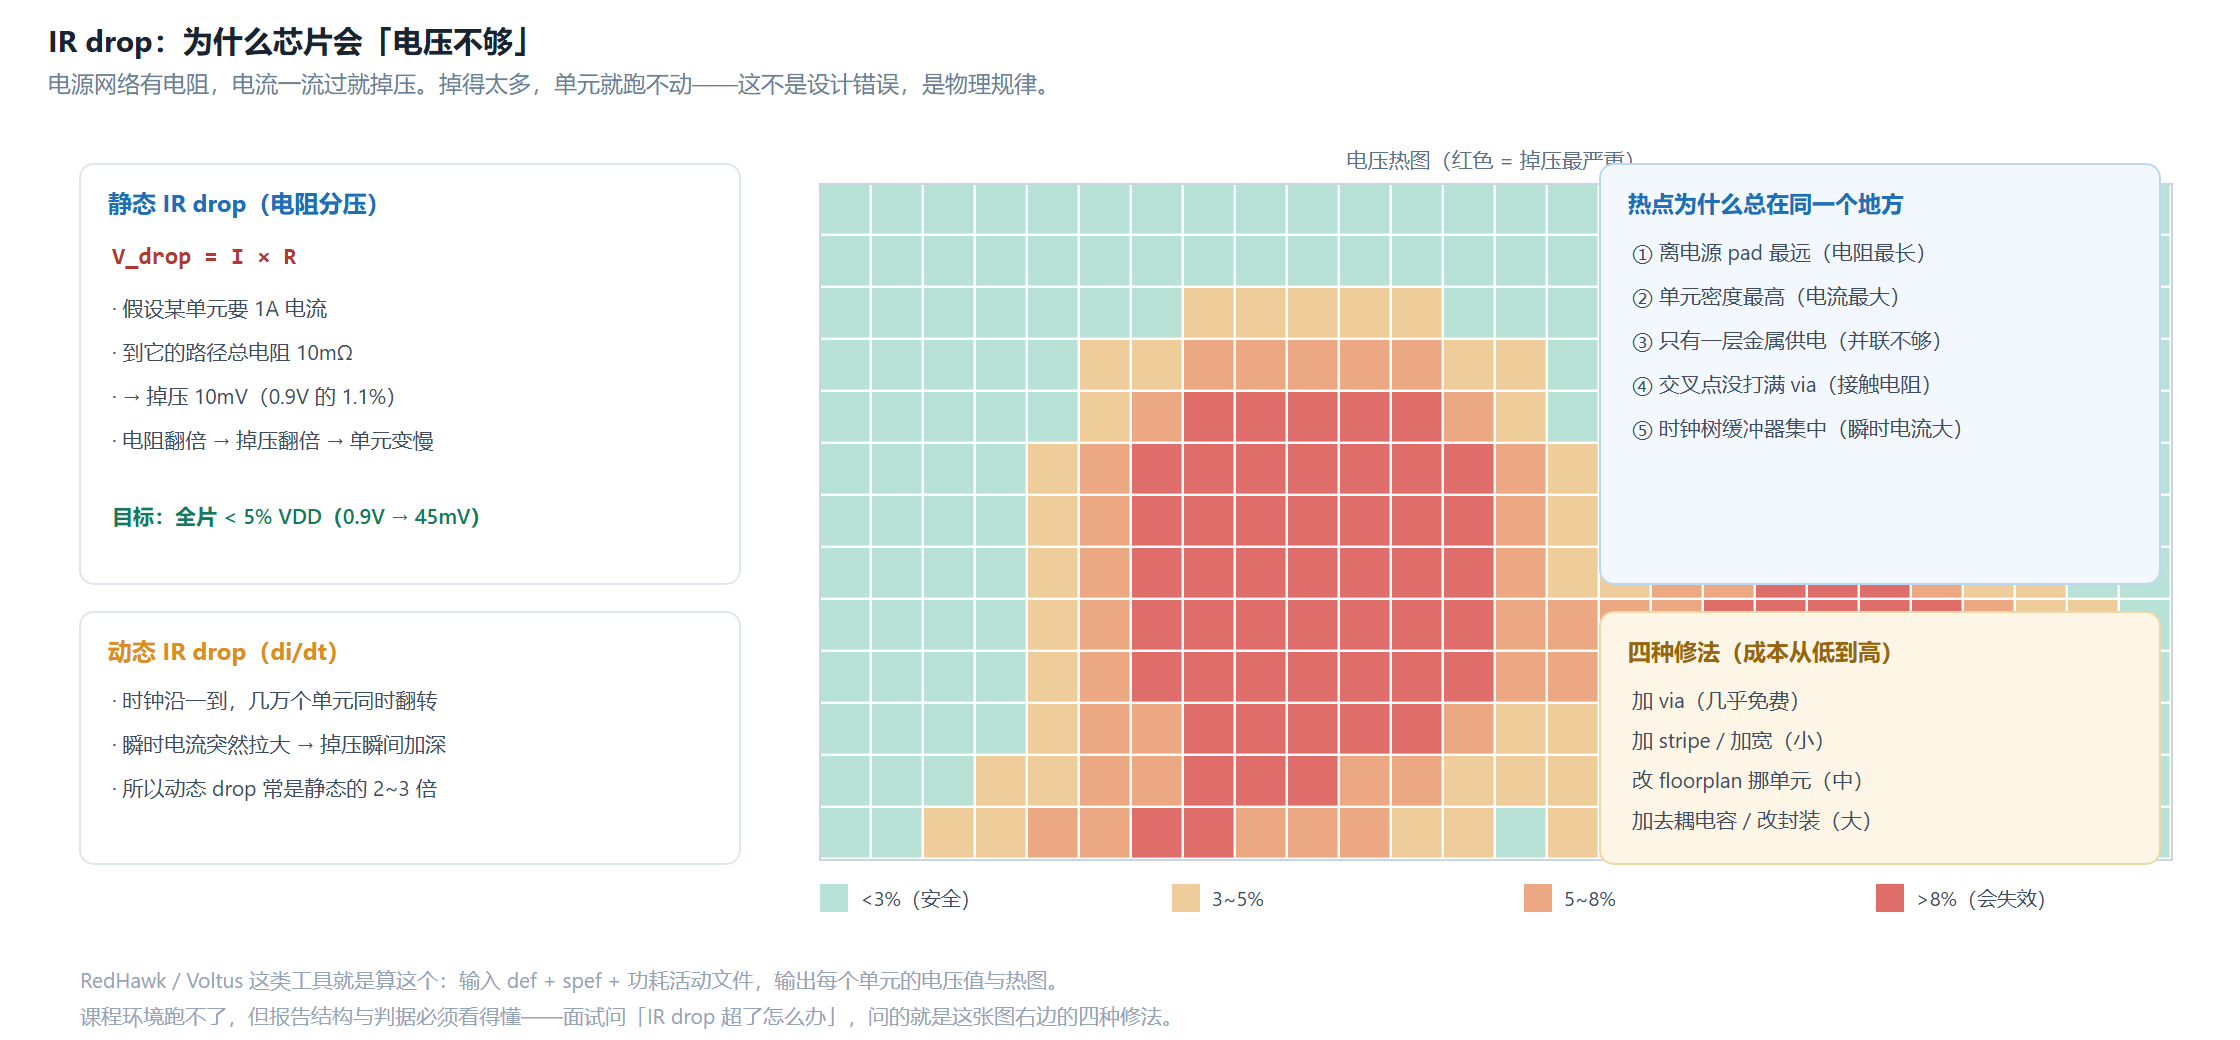 IR drop：为什么芯片会「电压不够」
电源网络有电阻，电流一流过就掉压。掉得太多，单元就跑不动——这不是设计错误，是物理规律。
静态 IR drop（电阻分压）
V_drop = I × R
· 假设某单元要 1A 电流
· 到它的路径总电阻 10mΩ
· → 掉压 10mV（0.9V 的 1.1%）
· 电阻翻倍 → 掉压翻倍 → 单元变慢
目标：全片 < 5% VDD（0.9V → 45mV）
动态 IR drop（di/dt）
· 时钟沿一到，几万个单元同时翻转
· 瞬时电流突然拉大 → 掉压瞬间加深
· 所以动态 drop 常是静态的 2~3 倍
电压热图（红色 = 掉压最严重）
热点为什么总在同一个地方
① 离电源 pad 最远（电阻最长）
② 单元密度最高（电流最大）
③ 只有一层金属供电（并联不够）
④ 交叉点没打满 via（接触电阻）
⑤ 时钟树缓冲器集中（瞬时电流大）
四种修法（成本从低到高）
加 via（几乎免费）
加 stripe / 加宽（小）
改 floorplan 挪单元（中）
加去耦电容 / 改封装（大）
<3%（安全）
3~5%
5~8%
>8%（会失效）
RedHawk / Voltus 这类工具就是算这个：输入 def + spef + 功耗活动文件，输出每个单元的电压值与热图。
课程环境跑不了，但报告结构与判据必须看得懂——面试问「IR drop 超了怎么办」，问的就是这张图右边的四种修法。